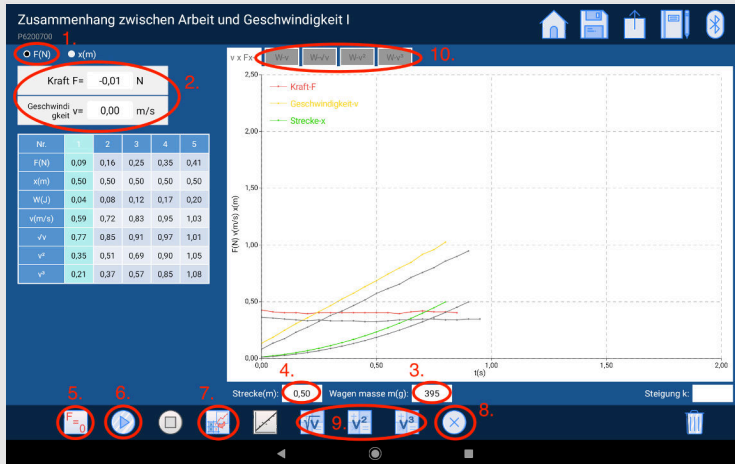 Zusammenhang zwischen Arbeit und Geschwindigkeit I
P6200700
1.
F(N) x(m)
Kraft F= -0,01 N
2.
Geschwindi
gkeit v= 0,00 m/s
Nr. 1 2 3 4 5
F(N) 0,09 0,16 0,25 0,35 0,41
x(m) 0,50 0,50 0,50 0,50 0,50
W(J) 0,04 0,08 0,12 0,17 0,20
v(m/s) 0,59 0,72 0,83 0,95 1,03
√v 0,77 0,85 0,91 0,97 1,01
v² 0,35 0,51 0,69 0,90 1,05
v³ 0,21 0,37 0,57 0,85 1,08
v x Fx W-v W-√v W-v² W-v³ 10.
2,50
2,00
1,50
1,00
0,50
0,00
F(N) v(m/s) x(m)
Kraft-F
Geschwindigkeit-v
Strecke-x
0,00 0,50 1,00 1,50 2,00
t(s)
4. 3.
Strecke(m): 0,50 Wagen masse m(g): 395 Steigung k:
5. 6. 7. 9. 8.
F=0 √v v² v³